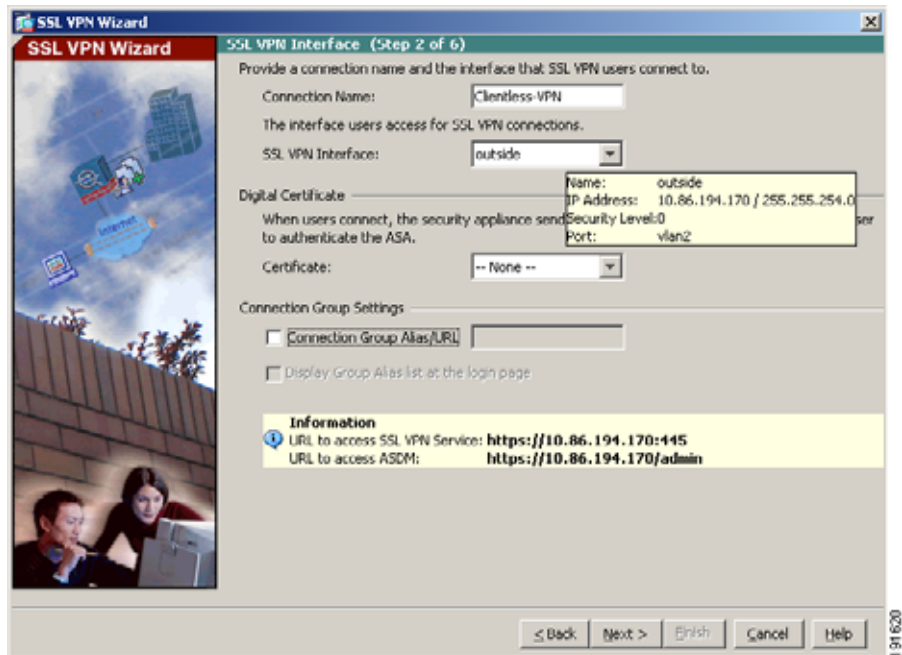 SSL VPN Wizard
SSL VPN Wizard
SSL VPN Interface (Step 2 of 6)
Provide a connection name and the interface that SSL VPN users connect to.
Connection Name: Clientless-VPN
The interface users access for SSL VPN connections.
SSL VPN Interface: outside
Name: outside
IP Address: 10.86.194.170 / 255.255.254.0
Security Level:0
Port: vlan2
Digital Certificate
When users connect, the security appliance send ser
to authenticate the ASA.
Certificate: -- None --
Connection Group Settings
Connection Group Alias/URL
Display Group Alias list at the login page
Information
URL to access SSL VPN Service: https://10.86.194.170:445
URL to access ASDM: https://10.86.194.170/admin
Internet
< Back Next > Finish Cancel Help
191620